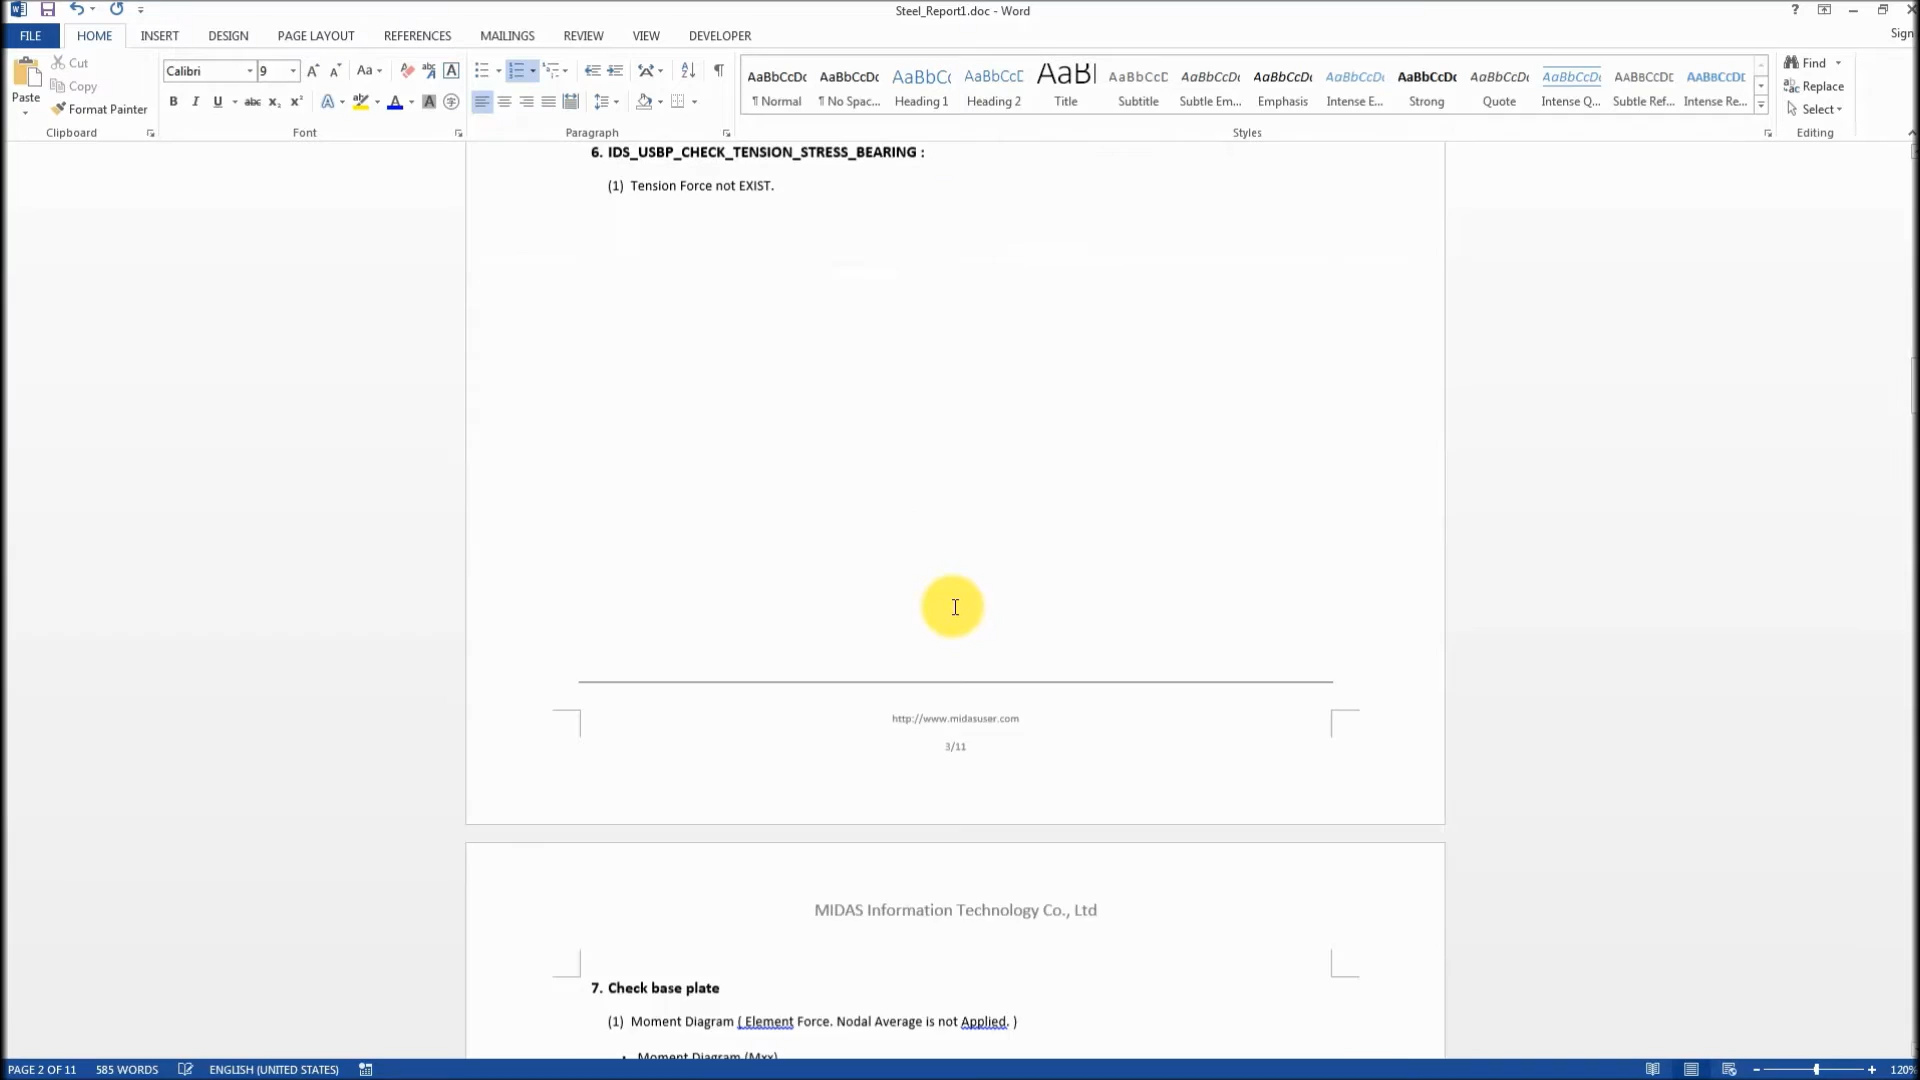 Steel_Report1.doc - Word
Sign
FILE HOME INSERT DESIGN PAGE LAYOUT REFERENCES MAILINGS REVIEW VIEW DEVELOPER
Paste
Cut
Copy
Format Painter
Clipboard
Calibri 9
Font
Paragraph
AaBbCcDc AaBbCcDc AaBbCc AaBbCcD AaBl AaBbCcD AaBbCcDc AaBbCcDc AaBbCcDc AaBbCcDc AaBbCcDc AaBbCcDc AABBCCDC AABBCCDC
¶ Normal ¶ No Spac... Heading 1 Heading 2 Title Subtitle Subtle Em... Emphasis Intense E... Strong Quote Intense Q... Subtle Ref... Intense Re...
Styles
Find
Replace
Select
Editing
6. IDS_USBP_CHECK_TENSION_STRESS_BEARING :
(1) Tension Force not EXIST.
http://www.midasuser.com
3/11
MIDAS Information Technology Co., Ltd
7. Check base plate
(1) Moment Diagram ( Element Force. Nodal Average is not Applied. )
• Moment Diagram (Mxx)
PAGE 2 OF 11 585 WORDS ENGLISH (UNITED STATES) 120%